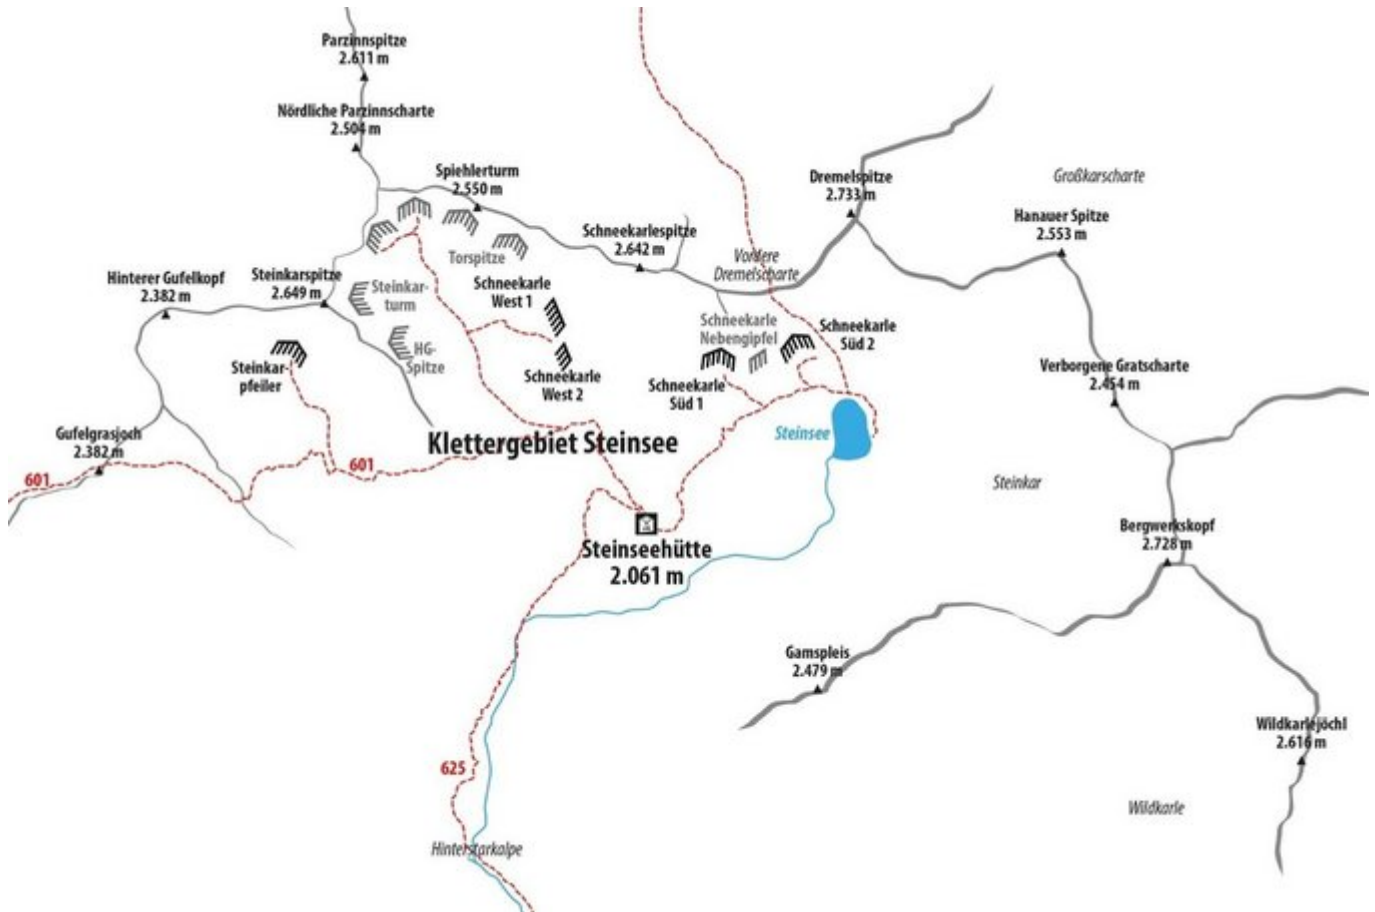 Parzinnspitze
2.611 m
Nördliche Parzinnscharte
2.504 m
Spiehlerturm
2.550 m
Dremelspitze
2.733 m
Großkarscharte
Hanauer Spitze
2.553 m
Schneekarlespitze
2.642 m
Vordere
Dremelscharte
Torspitze
Hinterer Gufelkopf
2.382 m
Steinkarspitze
2.649 m
Steinkar-
turm
Schneekarle
West 1
Schneekarle
Nebengipfel
Schneekarle
Süd 2
HG-
Spitze
Steinkar-
pfeiler
Schneekarle
West 2
Schneekarle
Süd 1
Verborgene Gratscharte
2.454 m
Gufelgrasjoch
2.382 m
Klettergebiet Steinsee
Steinsee
601
601
Steinkar
Bergwerkskopf
2.728 m
Steinseehütte
2.061 m
Gamspleis
2.479 m
Wildkarlejöchl
2.616 m
625
Wildkarle
Hinterstarkalpe